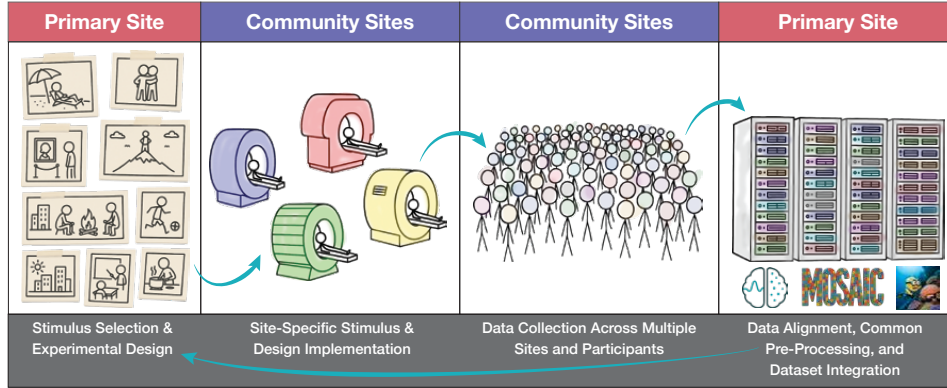 Primary Site
Community Sites
Community Sites
Primary Site
MOSAIC
Stimulus Selection &
Experimental Design
Site-Specific Stimulus &
Design Implementation
Data Collection Across Multiple
Sites and Participants
Data Alignment, Common
Pre-Processing, and
Dataset Integration